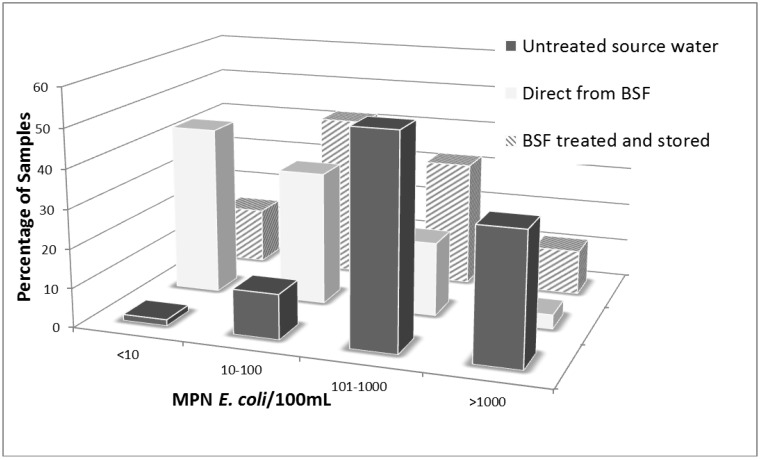 Untreated source water
Direct from BSF
BSF treated and stored
Percentage of Samples
60
50
40
30
20
10
0
<10
10-100
101-1000
>1000
MPN E. coli/100mL